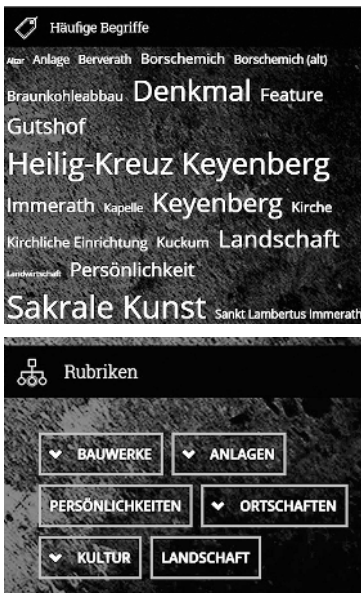 Häufige Begriffe
Altar Anlage Berverath Borschemich Borschemich (alt)
Braunkohleabbau Denkmal Feature
Gutshof
Heilig-Kreuz Keyenberg
Immerath Kapelle Keyenberg Kirche
Kirchliche Einrichtung Kuckum Landschaft
Landwirtschaft Persönlichkeit
Sakrale Kunst Sankt Lambertus Immerath
Rubriken
BAUWERKE ANLAGEN
PERSÖNLICHKEITEN ORTSCHAFTEN
KULTUR LANDSCHAFT